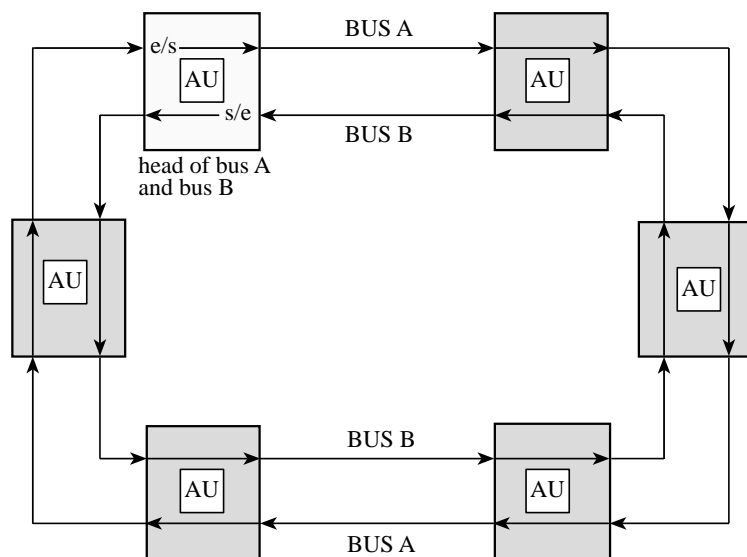 BUS A
e/s
AU
AU
s/e
BUS B
head of bus A
and bus B
AU
AU
BUS B
AU
AU
BUS A